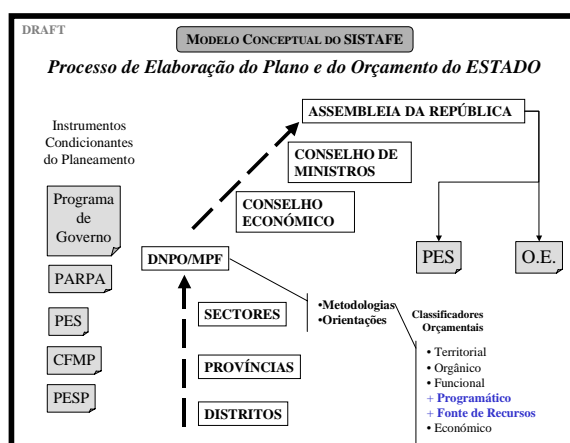 DRAFT
MODELO CONCEPTUAL DO SISTAFE
Processo de Elaboração do Plano e do Orçamento do ESTADO
Instrumentos
Condicionantes
do Planeamento
Programa
de
Governo
PARPA
PES
CFMP
PESP
ASSEMBLEIA DA REPÚBLICA
CONSELHO DE
MINISTROS
CONSELHO
ECONÓMICO
DNPO/MPF
SECTORES
PROVÍNCIAS
DISTRITOS
PES
O.E.
•Metodologias
•Orientações
Classificadores
Orçamentais
• Territorial
• Orgânico
• Funcional
+ Programático
+ Fonte de Recursos
• Económico